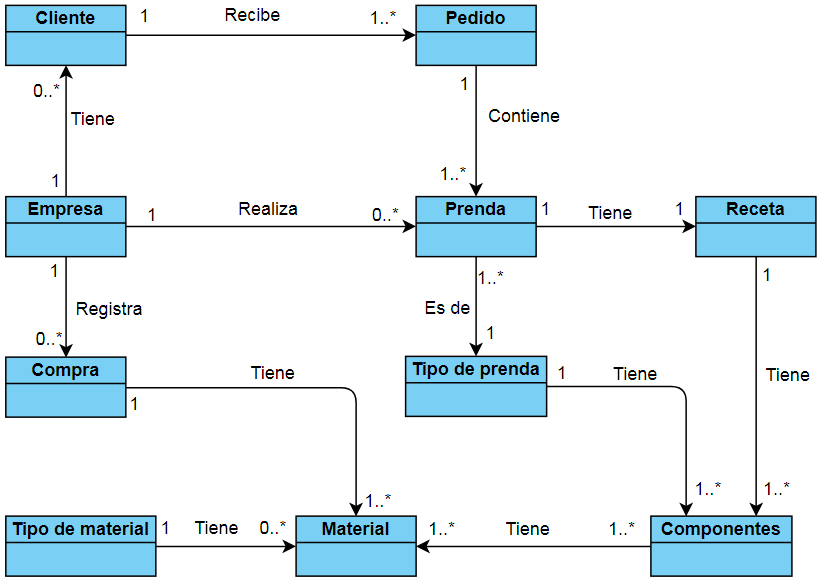 Cliente 1 Recibe 1..* Pedido
0..* Tiene 1
1 Contiene 1..*
Empresa 1 Realiza 0..* Prenda 1 Tiene 1 Receta
1 Registra 0..*
1..* Es de 1
1 Tiene 1..*
Compra 1 Tiene 1..*
Tipo de prenda 1 Tiene 1..*
Tipo de material 1 Tiene 0..* Material 1..* Tiene 1..* Componentes